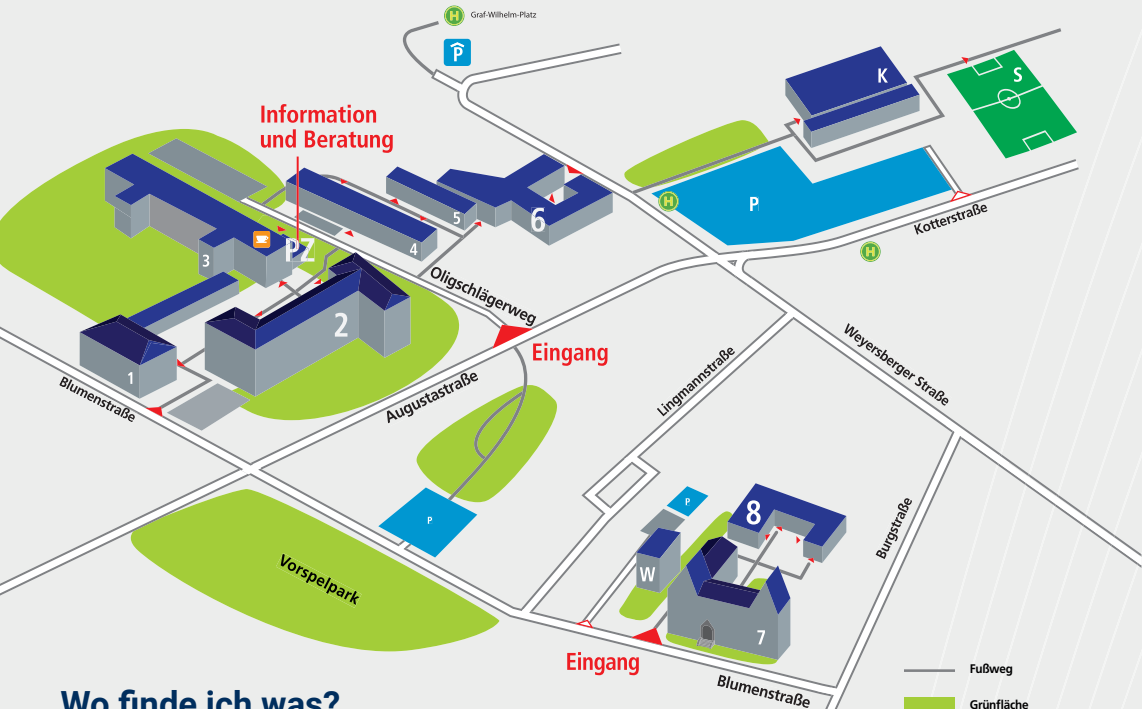 H Graf-Wilhelm-Platz
P
K
S
Information
und Beratung
5
6
H
P
4
PZ
3
Kotterstraße
H
Oligschlägerweg
2
Eingang
1
Blumenstraße
Augustastraße
Lingmannstraße
Weyersberger Straße
P
8
P
Burgstraße
Vorspelpark
W
7
Eingang
Blumenstraße
Fußweg
Grünfläche
Wo finde ich was?